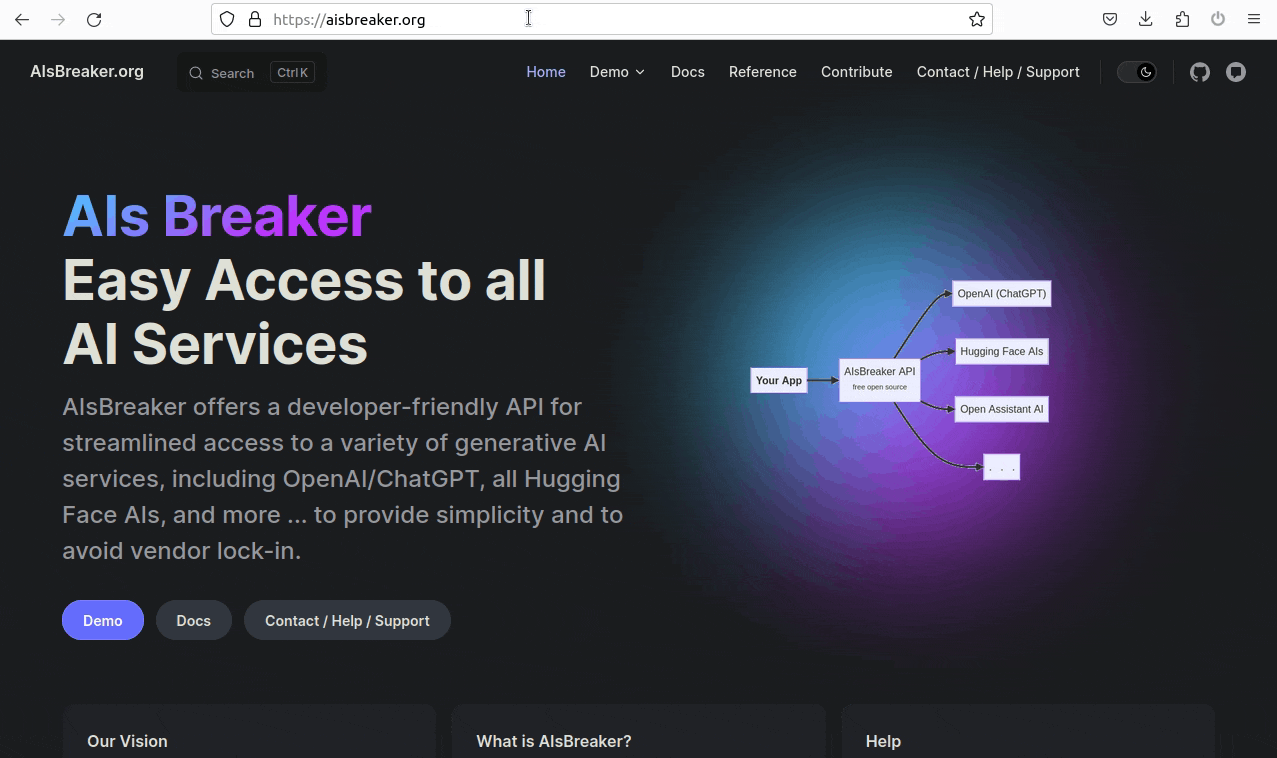 https://aisbreaker.org
AIsBreaker.org
Search
Ctrl K
Home
Demo
Docs
Reference
Contribute
Contact / Help / Support
AIs Breaker
Easy Access to all
AI Services
AIsBreaker offers a developer-friendly API for
streamlined access to a variety of generative AI
services, including OpenAI/ChatGPT, all Hugging
Face AIs, and more ... to provide simplicity and to
avoid vendor lock-in.
Demo
Docs
Contact / Help / Support
Your App
AIsBreaker API
free open source
OpenAI (ChatGPT)
Hugging Face AIs
Open Assistant AI
. . .
Our Vision
What is AIsBreaker?
Help